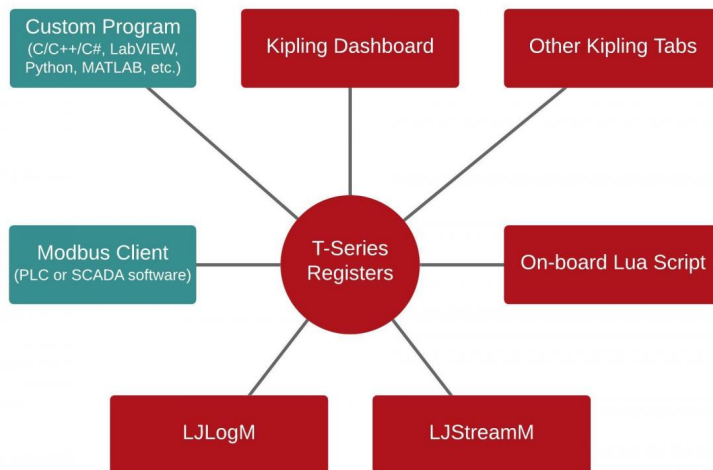 Custom Program
(C/C++/C#, LabVIEW,
Python, MATLAB, etc.)
Kipling Dashboard
Other Kipling Tabs
Modbus Client
(PLC or SCADA software)
T-Series
Registers
On-board Lua Script
LJLogM
LJStreamM